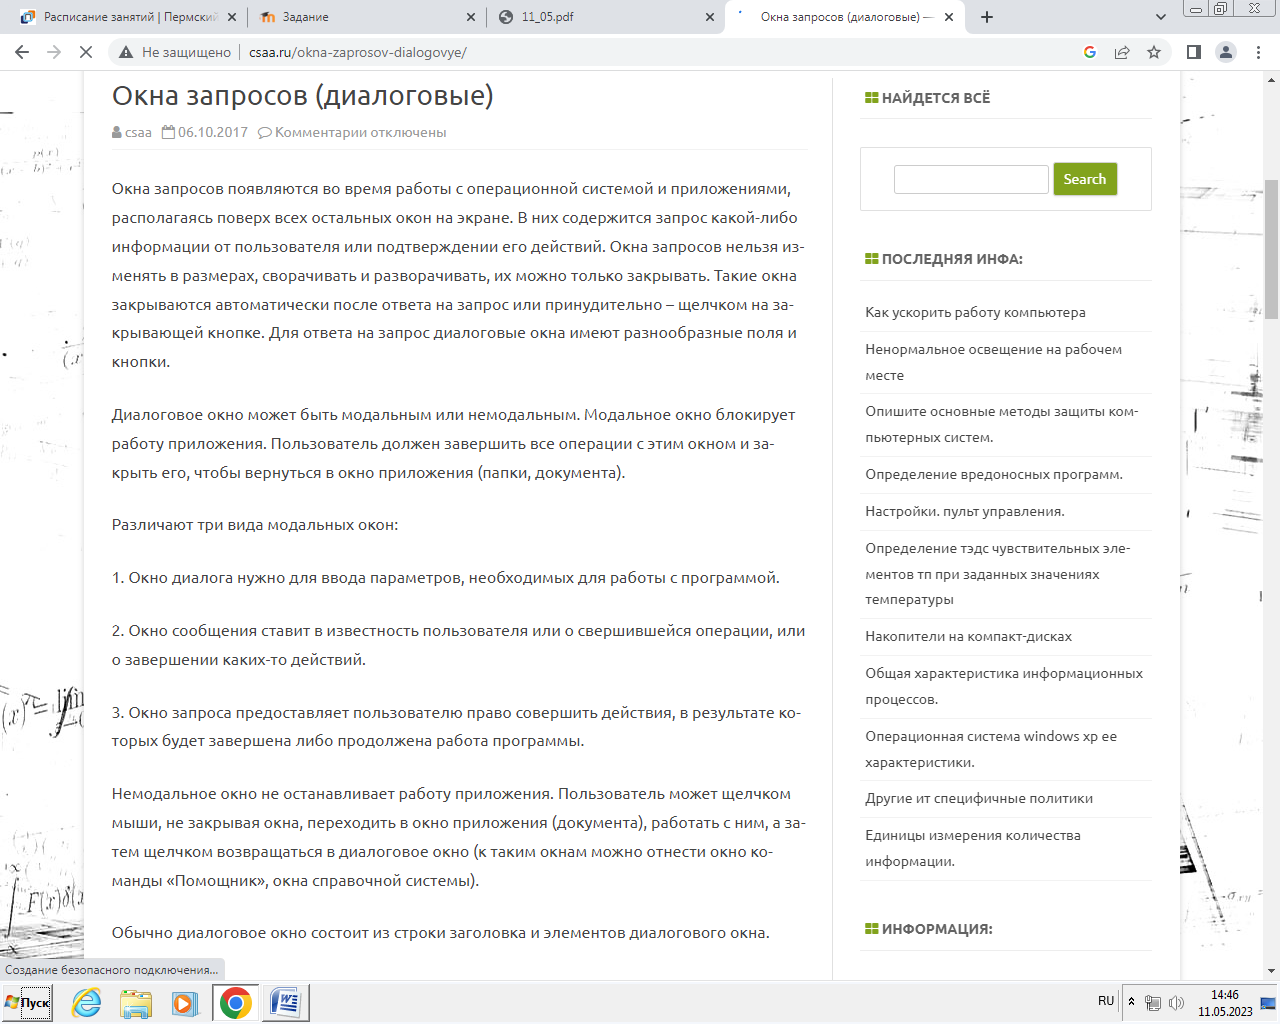 Расписание занятий | Пермский
Задание
11_05.pdf
Окна запросов (диалоговые) —
Не защищено
csaa.ru/okna-zaprosov-dialogovye/
Окна запросов (диалоговые)
csaa 06.10.2017 Комментарии отключены
Окна запросов появляются во время работы с операционной системой и приложениями,
располагаясь поверх всех остальных окон на экране. В них содержится запрос какой-либо
информации от пользователя или подтверждении его действий. Окна запросов нельзя из-
менять в размерах, сворачивать и разворачивать, их можно только закрывать. Такие окна
закрываются автоматически после ответа на запрос или принудительно – щелчком на за-
крывающей кнопке. Для ответа на запрос диалоговые окна имеют разнообразные поля и
кнопки.
Диалоговое окно может быть модальным или немодальным. Модальное окно блокирует
работу приложения. Пользователь должен завершить все операции с этим окном и за-
крыть его, чтобы вернуться в окно приложения (папки, документа).
Различают три вида модальных окон:
1. Окно диалога нужно для ввода параметров, необходимых для работы с программой.
2. Окно сообщения ставит в известность пользователя или о свершившейся операции, или
о завершении каких-то действий.
3. Окно запроса предоставляет пользователю право совершить действия, в результате ко-
торых будет завершена либо продолжена работа программы.
Немодальное окно не останавливает работу приложения. Пользователь может щелчком
мыши, не закрывая окна, переходить в окно приложения (документа), работать с ним, а за-
тем щелчком возвращаться в диалоговое окно (к таким окнам можно отнести окно ко-
манды «Помощник», окна справочной системы).
Обычно диалоговое окно состоит из строки заголовка и элементов диалогового окна.
НАЙДЕТСЯ ВСЁ
Search
ПОСЛЕДНЯЯ ИНФА:
Как ускорить работу компьютера
Ненормальное освещение на рабочем
месте
Опишите основные методы защиты ком-
пьютерных систем.
Определение вредоносных программ.
Настройки. пульт управления.
Определение тэдс чувствительных эле-
ментов тп при заданных значениях
температуры
Накопители на компакт-дисках
Общая характеристика информационных
процессов.
Операционная система windows xp ее
характеристики.
Другие ит специфичные политики
Единицы измерения количества
информации.
ИНФОРМАЦИЯ:
Создание безопасного подключения...
Пуск
RU
14:46
11.05.2023